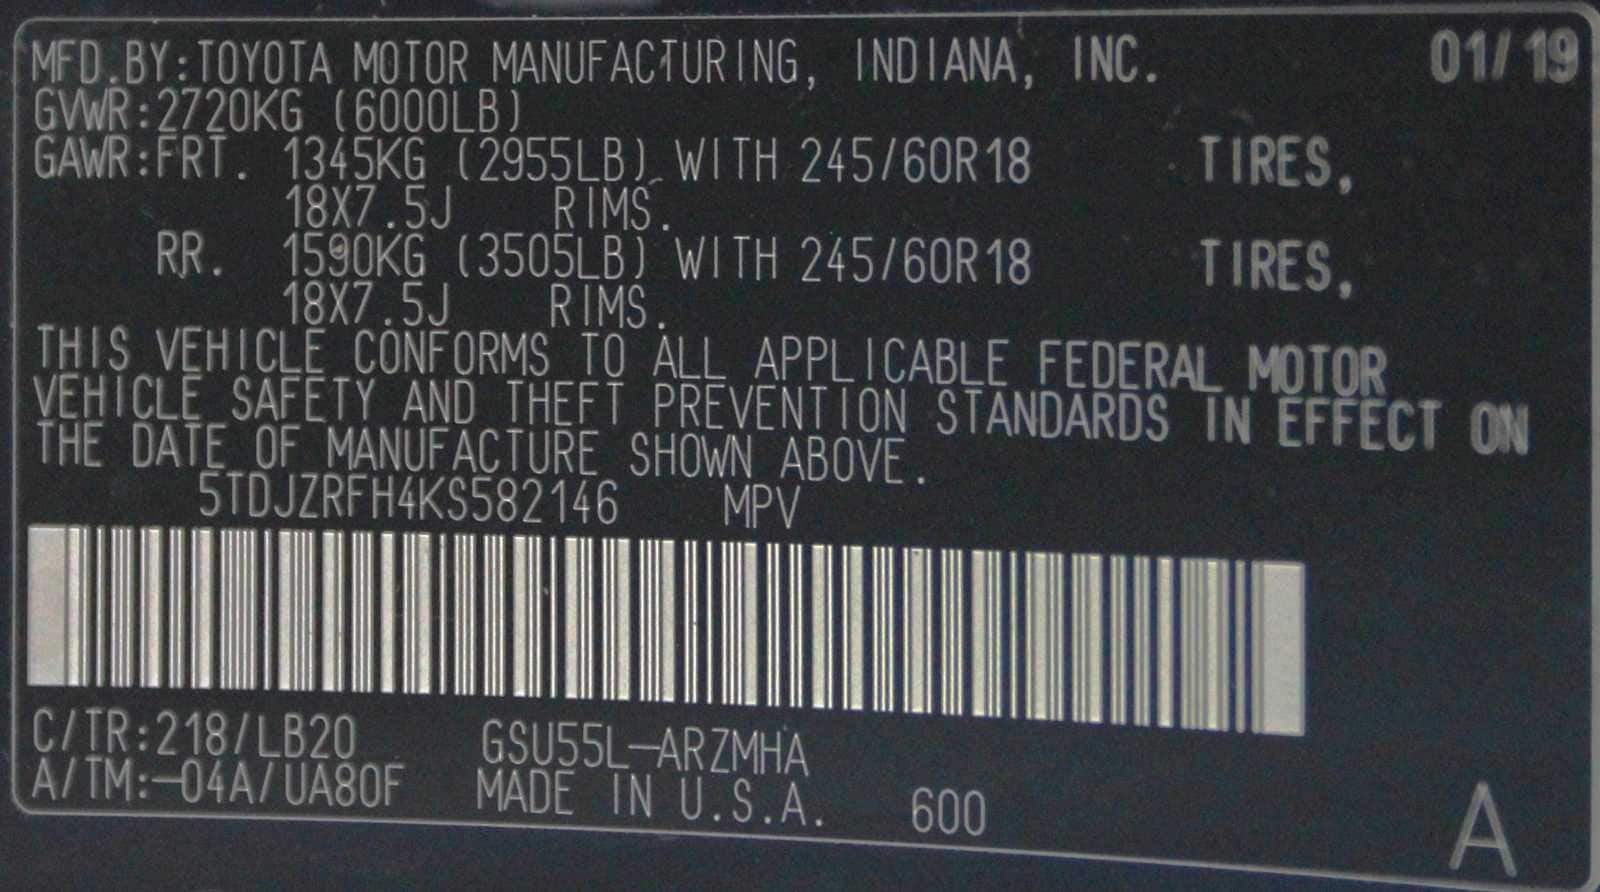 MFD.BY:TOYOTA MOTOR MANUFACTURING, INDIANA, INC. 01/19
GVWR:2720KG (6000LB)
GAWR:FRT. 1345KG (2955LB) WITH 245/60R18 TIRES,
18X7.5J RIMS.
RR. 1590KG (3505LB) WITH 245/60R18 TIRES,
18X7.5J RIMS.
THIS VEHICLE CONFORMS TO ALL APPLICABLE FEDERAL MOTOR
VEHICLE SAFETY AND THEFT PREVENTION STANDARDS IN EFFECT ON
THE DATE OF MANUFACTURE SHOWN ABOVE.
5TDJZRFH4KS582146 MPV
C/TR:218/LB20 GSU55L-ARZMHA
A/TM:-04A/UA80F MADE IN U.S.A. 600 A